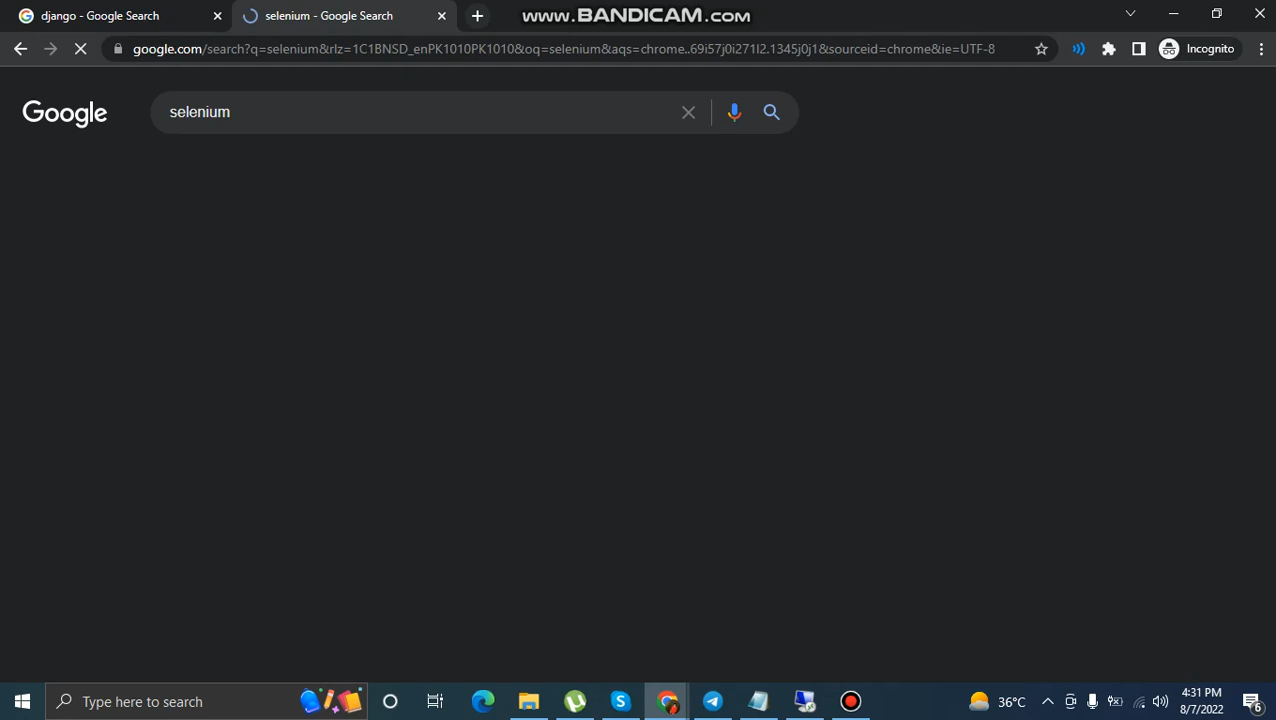 django - Google Search
selenium - Google Search
www.BANDICAM.com
google.com/search?q=selenium&rlz=1C1BNSD_enPK1010PK1010&oq=selenium&aqs=chrome..69i57j0i271l2.1345j0j1&sourceid=chrome&ie=UTF-8
Incognito
Google
selenium
Type here to search
36°C
4:31 PM
8/7/2022
6